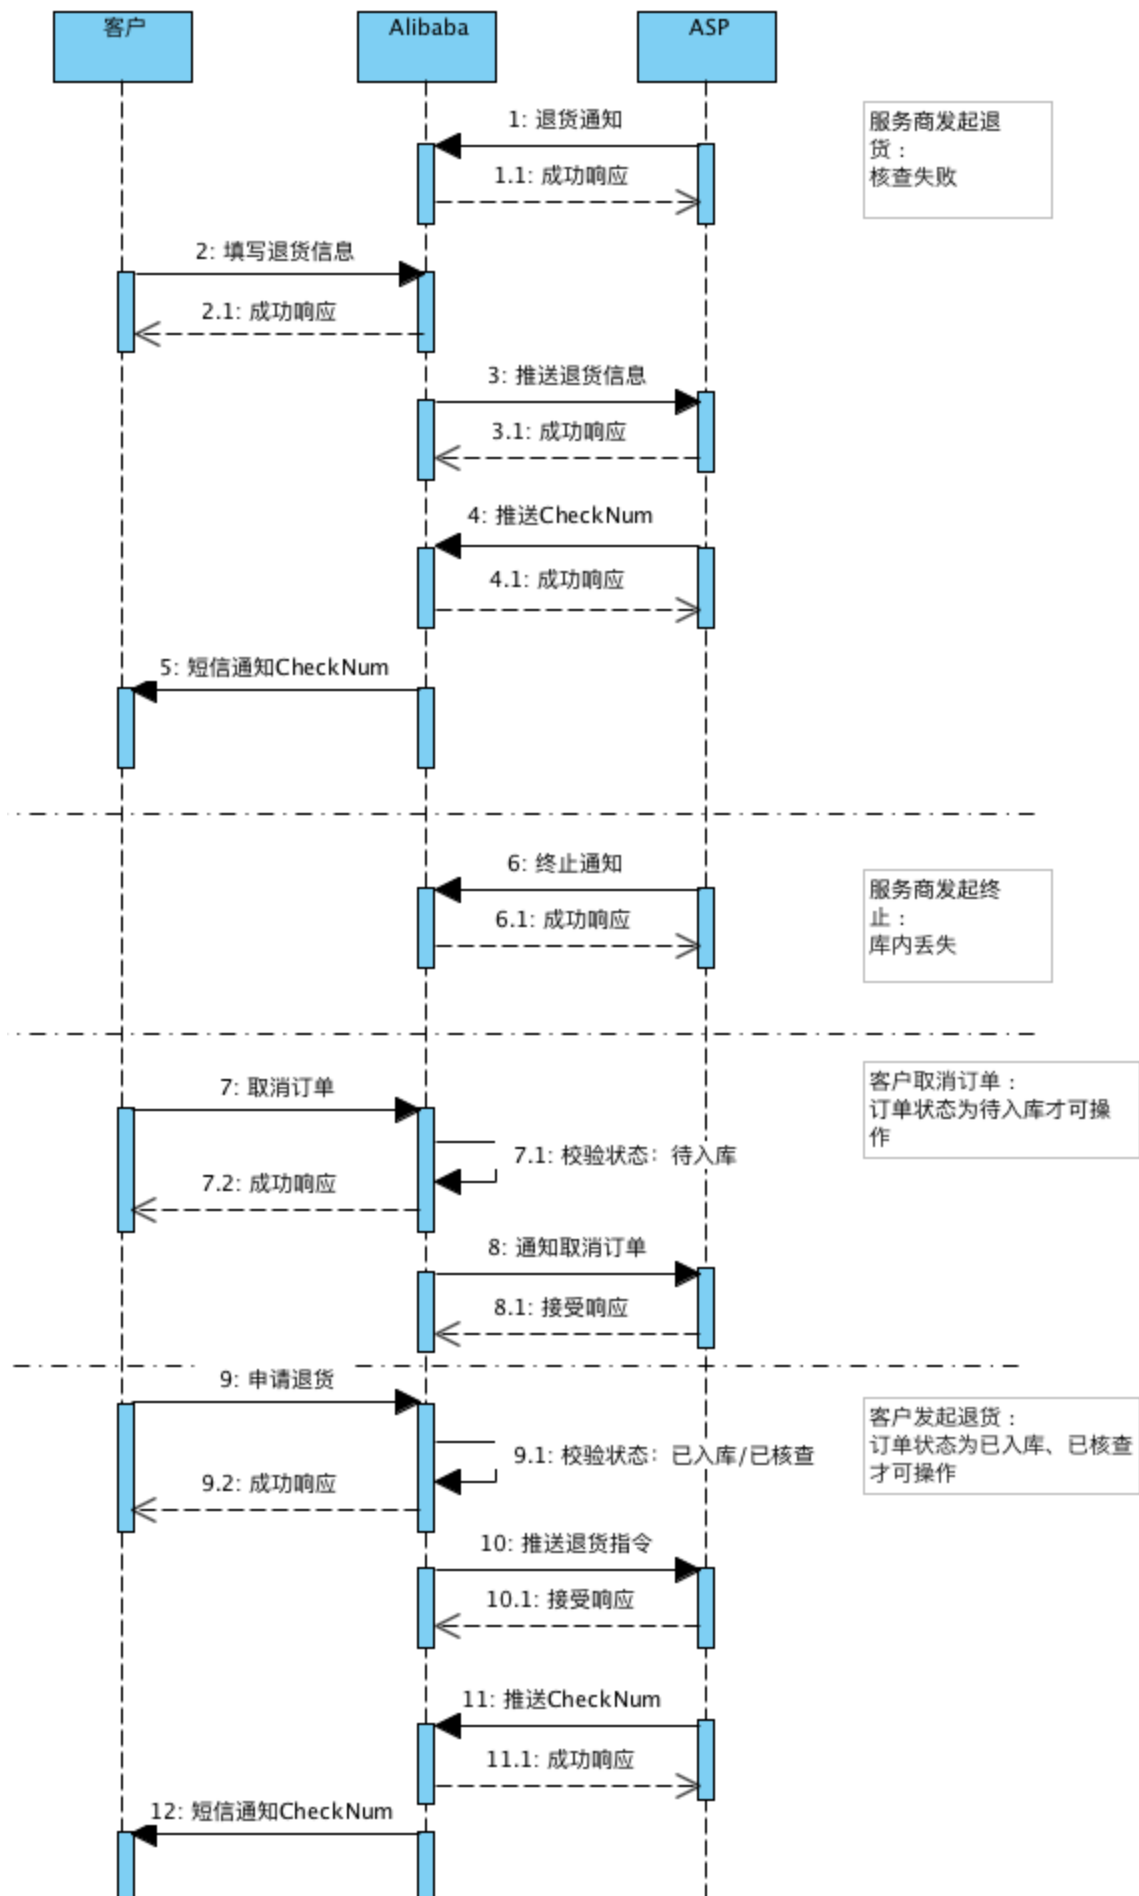 客户
Alibaba
ASP
1: 退货通知
服务商发起退
货：
核查失败
1.1: 成功响应
2: 填写退货信息
2.1: 成功响应
3: 推送退货信息
3.1: 成功响应
4: 推送CheckNum
4.1: 成功响应
5: 短信通知CheckNum
6: 终止通知
服务商发起终
止：
库内丢失
6.1: 成功响应
7: 取消订单
客户取消订单：
订单状态为待入库才可操
作
7.1: 校验状态：待入库
7.2: 成功响应
8: 通知取消订单
8.1: 接受响应
9: 申请退货
客户发起退货：
订单状态为已入库、已核查
才可操作
9.1: 校验状态：已入库/已核查
9.2: 成功响应
10: 推送退货指令
10.1: 接受响应
11: 推送CheckNum
11.1: 成功响应
12: 短信通知CheckNum